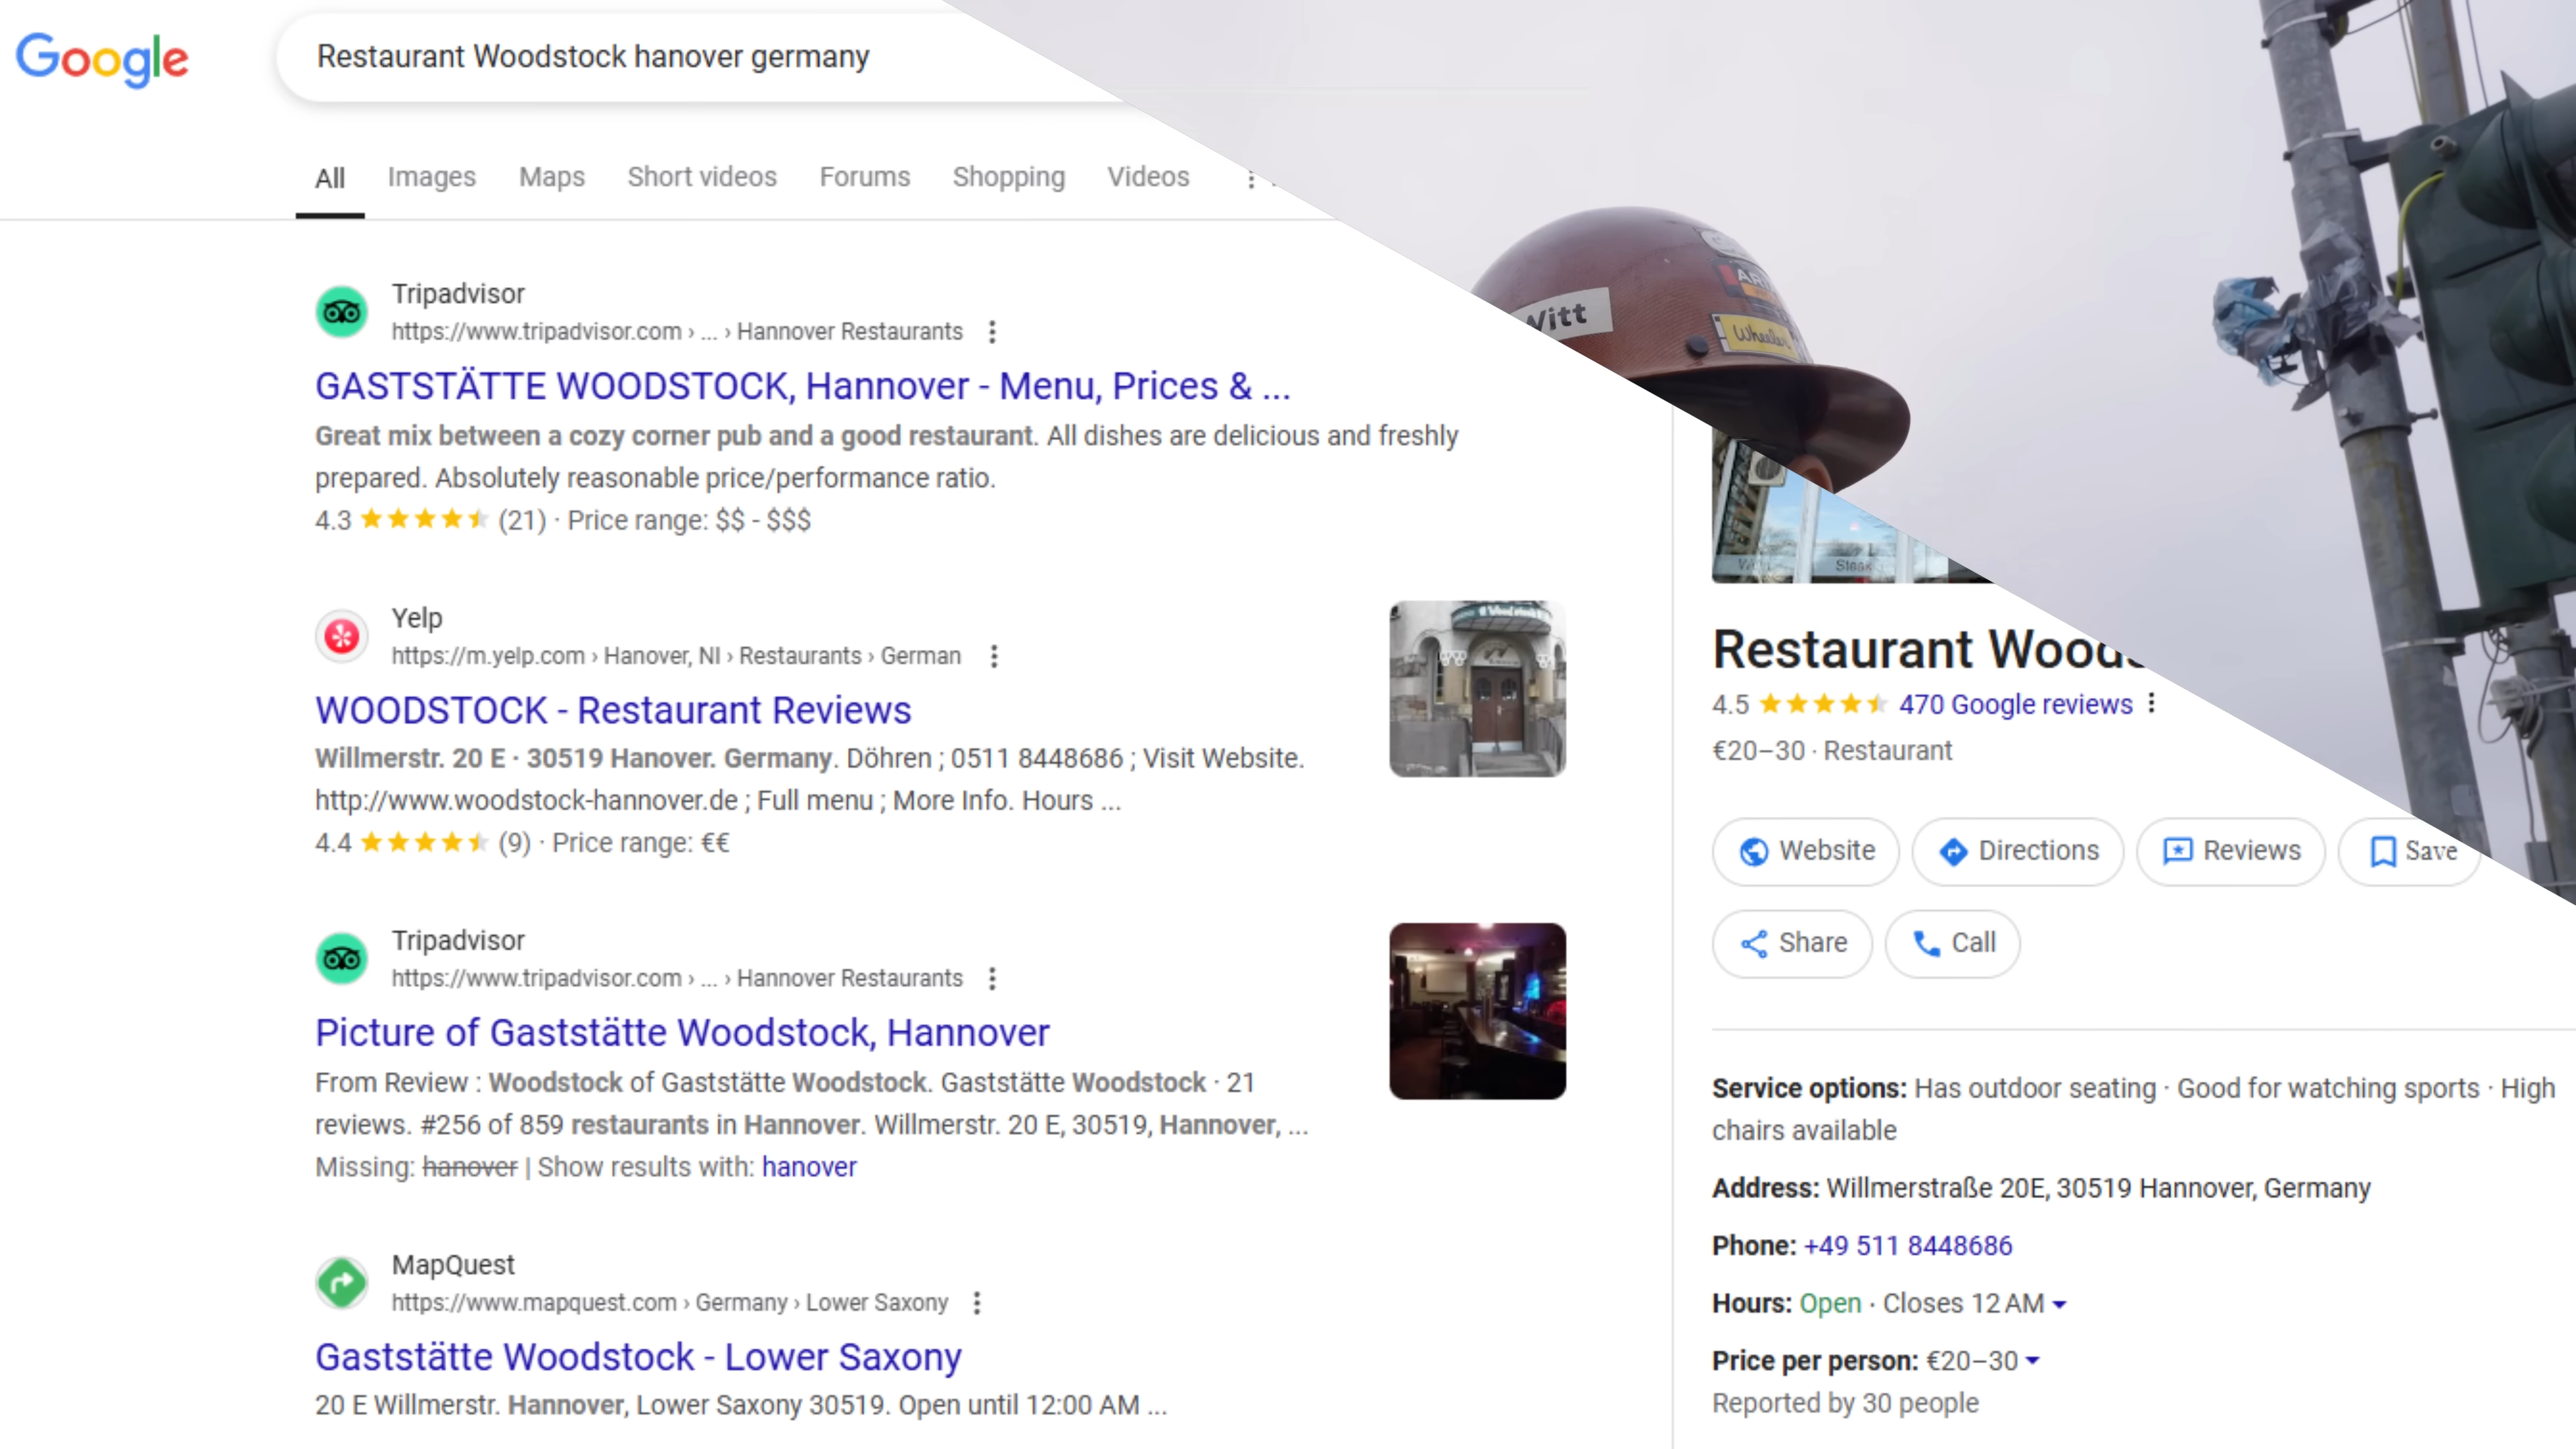 Google
Restaurant Woodstock hanover germany
All Images Maps Short videos Forums Shopping Videos
Tripadvisor
https://www.tripadvisor.com › ... › Hannover Restaurants
GASTSTÄTTE WOODSTOCK, Hannover - Menu, Prices & ...
Great mix between a cozy corner pub and a good restaurant. All dishes are delicious and freshly
prepared. Absolutely reasonable price/performance ratio.
4.3 (21) · Price range: $$ - $$$
Yelp
https://m.yelp.com › Hanover, NI › Restaurants › German
WOODSTOCK - Restaurant Reviews
Willmerstr. 20 E · 30519 Hanover. Germany. Döhren ; 0511 8448686 ; Visit Website.
http://www.woodstock-hannover.de ; Full menu ; More Info. Hours ...
4.4 (9) · Price range: €€
Tripadvisor
https://www.tripadvisor.com › ... › Hannover Restaurants
Picture of Gaststätte Woodstock, Hannover
From Review : Woodstock of Gaststätte Woodstock. Gaststätte Woodstock · 21
reviews. #256 of 859 restaurants in Hannover. Willmerstr. 20 E, 30519, Hannover, ...
Missing: hanover | Show results with: hanover
MapQuest
https://www.mapquest.com › Germany › Lower Saxony
Gaststätte Woodstock - Lower Saxony
20 E Willmerstr. Hannover, Lower Saxony 30519. Open until 12:00 AM ...
Wheeler
Steak
Restaurant Woods
4.5 470 Google reviews
€20–30 · Restaurant
Website Directions Reviews Save
Share Call
Service options: Has outdoor seating · Good for watching sports · High
chairs available
Address: Willmerstraße 20E, 30519 Hannover, Germany
Phone: +49 511 8448686
Hours: Open · Closes 12 AM
Price per person: €20–30
Reported by 30 people